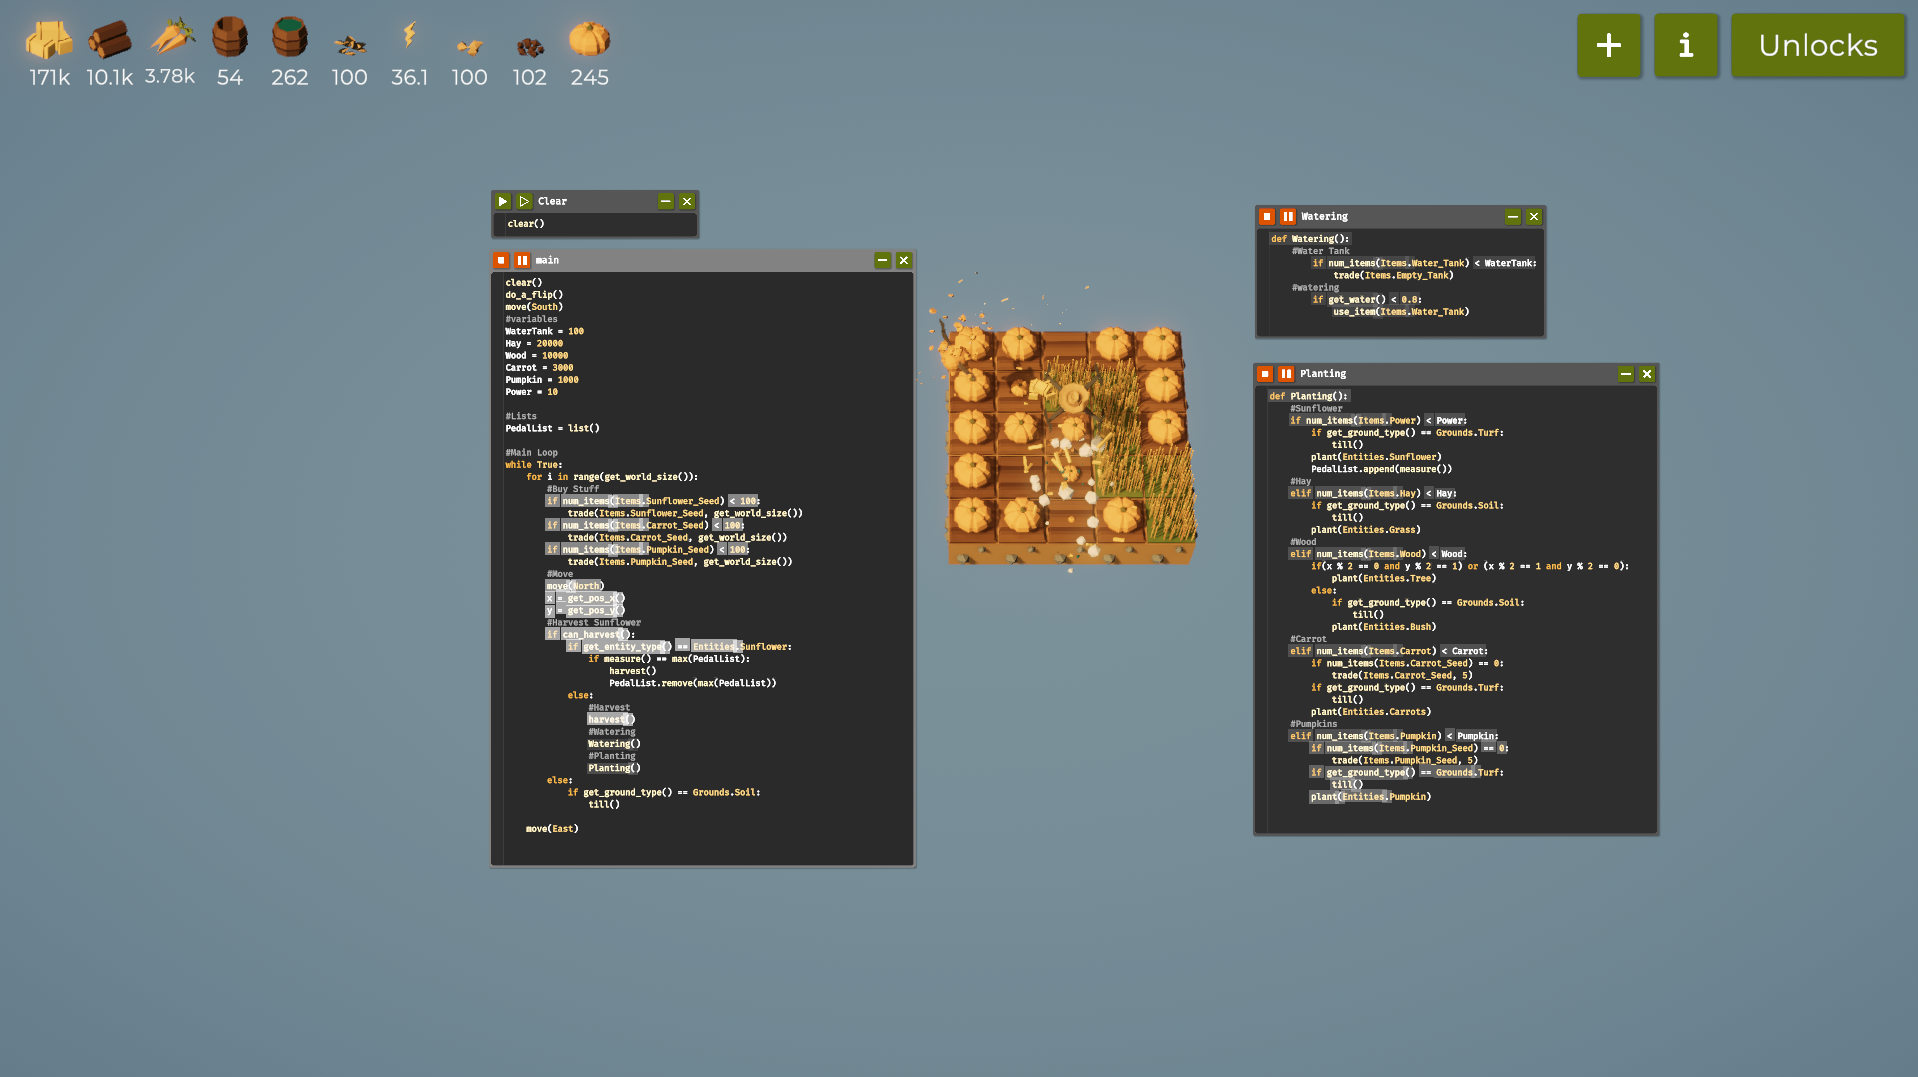 171k 10.1k 3.78k 54 262 100 36.1 100 102 245
+ i Unlocks
Clear
clear()
main
clear()
do_a_flip()
move(South)
#variables
WaterTank = 100
Hay = 20000
Wood = 10000
Carrot = 3000
Pumpkin = 1000
Power = 10
#Lists
PedalList = list()
#Main Loop
while True:
for i in range(get_world_size()):
#Buy Stuff
if num_items(Items.Sunflower_Seed) < 100:
trade(Items.Sunflower_Seed, get_world_size())
if num_items(Items.Carrot_Seed) < 100:
trade(Items.Carrot_Seed, get_world_size())
if num_items(Items.Pumpkin_Seed) < 100:
trade(Items.Pumpkin_Seed, get_world_size())
#Move
move(North)
x = get_pos_x()
y = get_pos_y()
#Harvest Sunflower
if can_harvest():
if get_entity_type() == Entities.Sunflower:
if measure() == max(PedalList):
harvest()
PedalList.remove(max(PedalList))
else:
#Harvest
harvest()
#Watering
Watering()
#Planting
Planting()
else:
if get_ground_type() == Grounds.Soil:
till()
move(East)
Watering
def Watering():
#Water Tank
if num_items(Items.Water_Tank) < WaterTank:
trade(Items.Empty_Tank)
#watering
if get_water() < 0.8:
use_item(Items.Water_Tank)
Planting
def Planting():
#Sunflower
if num_items(Items.Power) < Power:
if get_ground_type() == Grounds.Turf:
till()
plant(Entities.Sunflower)
PedalList.append(measure())
#Hay
elif num_items(Items.Hay) < Hay:
if get_ground_type() == Grounds.Soil:
till()
plant(Entities.Grass)
#Wood
elif num_items(Items.Wood) < Wood:
if(x % 2 == 0 and y % 2 == 1) or (x % 2 == 1 and y % 2 == 0):
plant(Entities.Tree)
else:
if get_ground_type() == Grounds.Soil:
till()
plant(Entities.Bush)
#Carrot
elif num_items(Items.Carrot) < Carrot:
if num_items(Items.Carrot_Seed) == 0:
trade(Items.Carrot_Seed, 5)
if get_ground_type() == Grounds.Turf:
till()
plant(Entities.Carrots)
#Pumpkins
elif num_items(Items.Pumpkin) < Pumpkin:
if num_items(Items.Pumpkin_Seed) == 0:
trade(Items.Pumpkin_Seed, 5)
if get_ground_type() == Grounds.Turf:
till()
plant(Entities.Pumpkin)